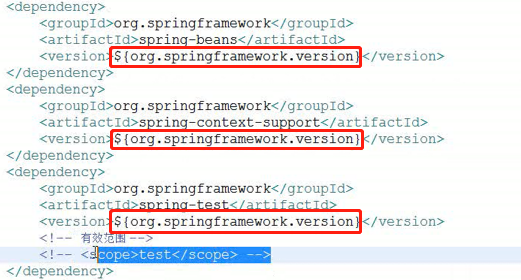 <dependency>
<groupId>org.springframework</groupId>
<artifactId>spring-beans</artifactId>
<version>${org.springframework.version}</version>
</dependency>
<dependency>
<groupId>org.springframework</groupId>
<artifactId>spring-context-support</artifactId>
<version>${org.springframework.version}</version>
</dependency>
<dependency>
<groupId>org.springframework</groupId>
<artifactId>spring-test</artifactId>
<version>${org.springframework.version}</version>
<!-- 有效范围 -->
<!-- <scope>test</scope> -->
</dependency>